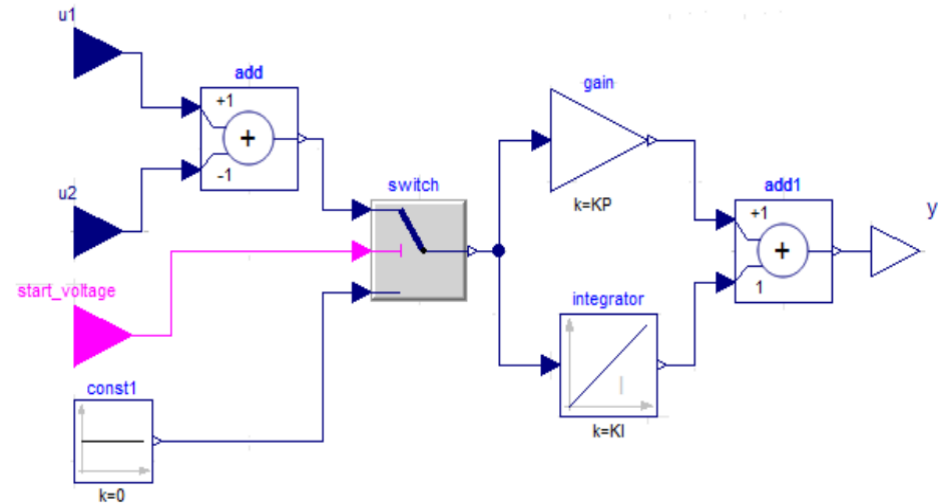 u1
add
+1
+
-1
u2
start_voltage
const1
k=0
switch
gain
k=KP
integrator
I
k=KI
add1
+1
+
1
y